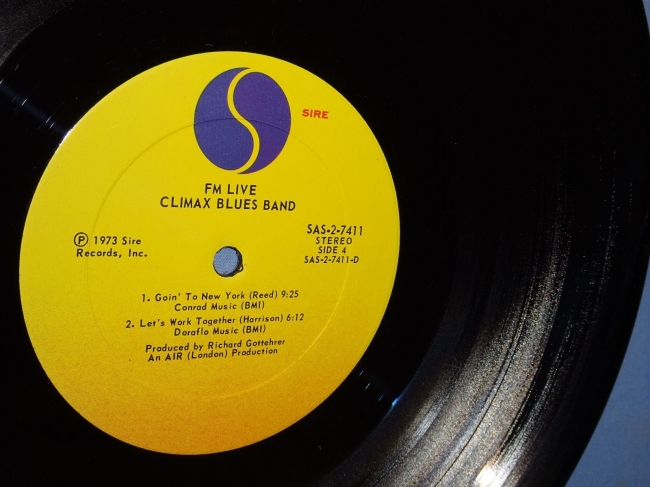 SIRE
FM LIVE
CLIMAX BLUES BAND
℗ 1973 Sire
Records, Inc.
SAS-2-7411
STEREO
SIDE 4
SAS-2-7411-D
1. Goin' To New York (Reed) 9:25
Conrad Music (BMI)
2. Let's Work Together (Harrison) 6:12
Doraflo Music (BMI)
Produced by Richard Gottehrer
An AIR (London) Production